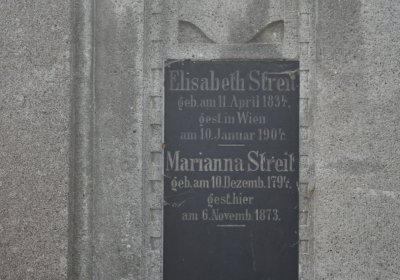 Elisabeth Streit
geb. am 11. April 1834,
gest. in Wien
am 10. Januar 1904.
Marianna Streit
geb. am 10. Dezemb. 1794,
gest. hier
am 6. Novemb. 1873.